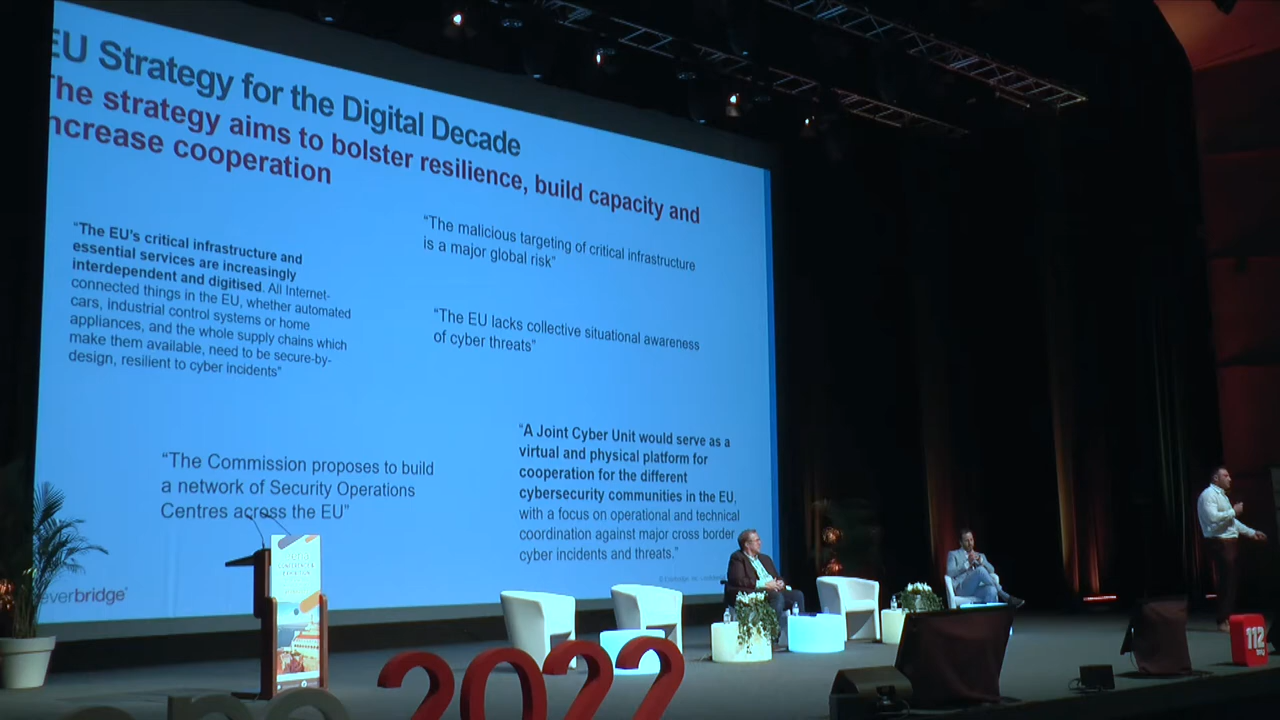 EU Strategy for the Digital Decade
The strategy aims to bolster resilience, build capacity and
increase cooperation
“The EU’s critical infrastructure and
essential services are increasingly
interdependent and digitised. All Internet-
connected things in the EU, whether automated
cars, industrial control systems or home
appliances, and the whole supply chains which
make them available, need to be secure-by-
design, resilient to cyber incidents”
“The malicious targeting of critical infrastructure
is a major global risk”
“The EU lacks collective situational awareness
of cyber threats”
“The Commission proposes to build
a network of Security Operations
Centres across the EU”
“A Joint Cyber Unit would serve as a
virtual and physical platform for
cooperation for the different
cybersecurity communities in the EU,
with a focus on operational and technical
coordination against major cross border
cyber incidents and threats.”
everbridge
2022
112